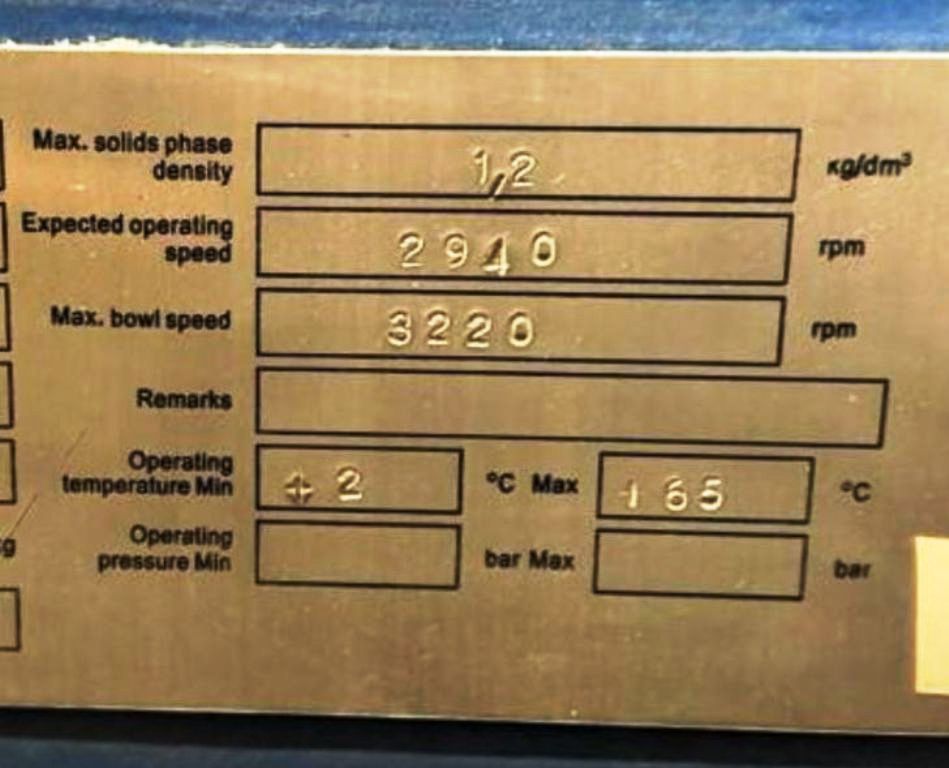 Max. solids phase
density 1,2 kg/dm³
Expected operating
speed 2940 rpm
Max. bowl speed 3220 rpm
Remarks
Operating
temperature Min +2 °C Max °C
Operating
pressure Min bar Max bar